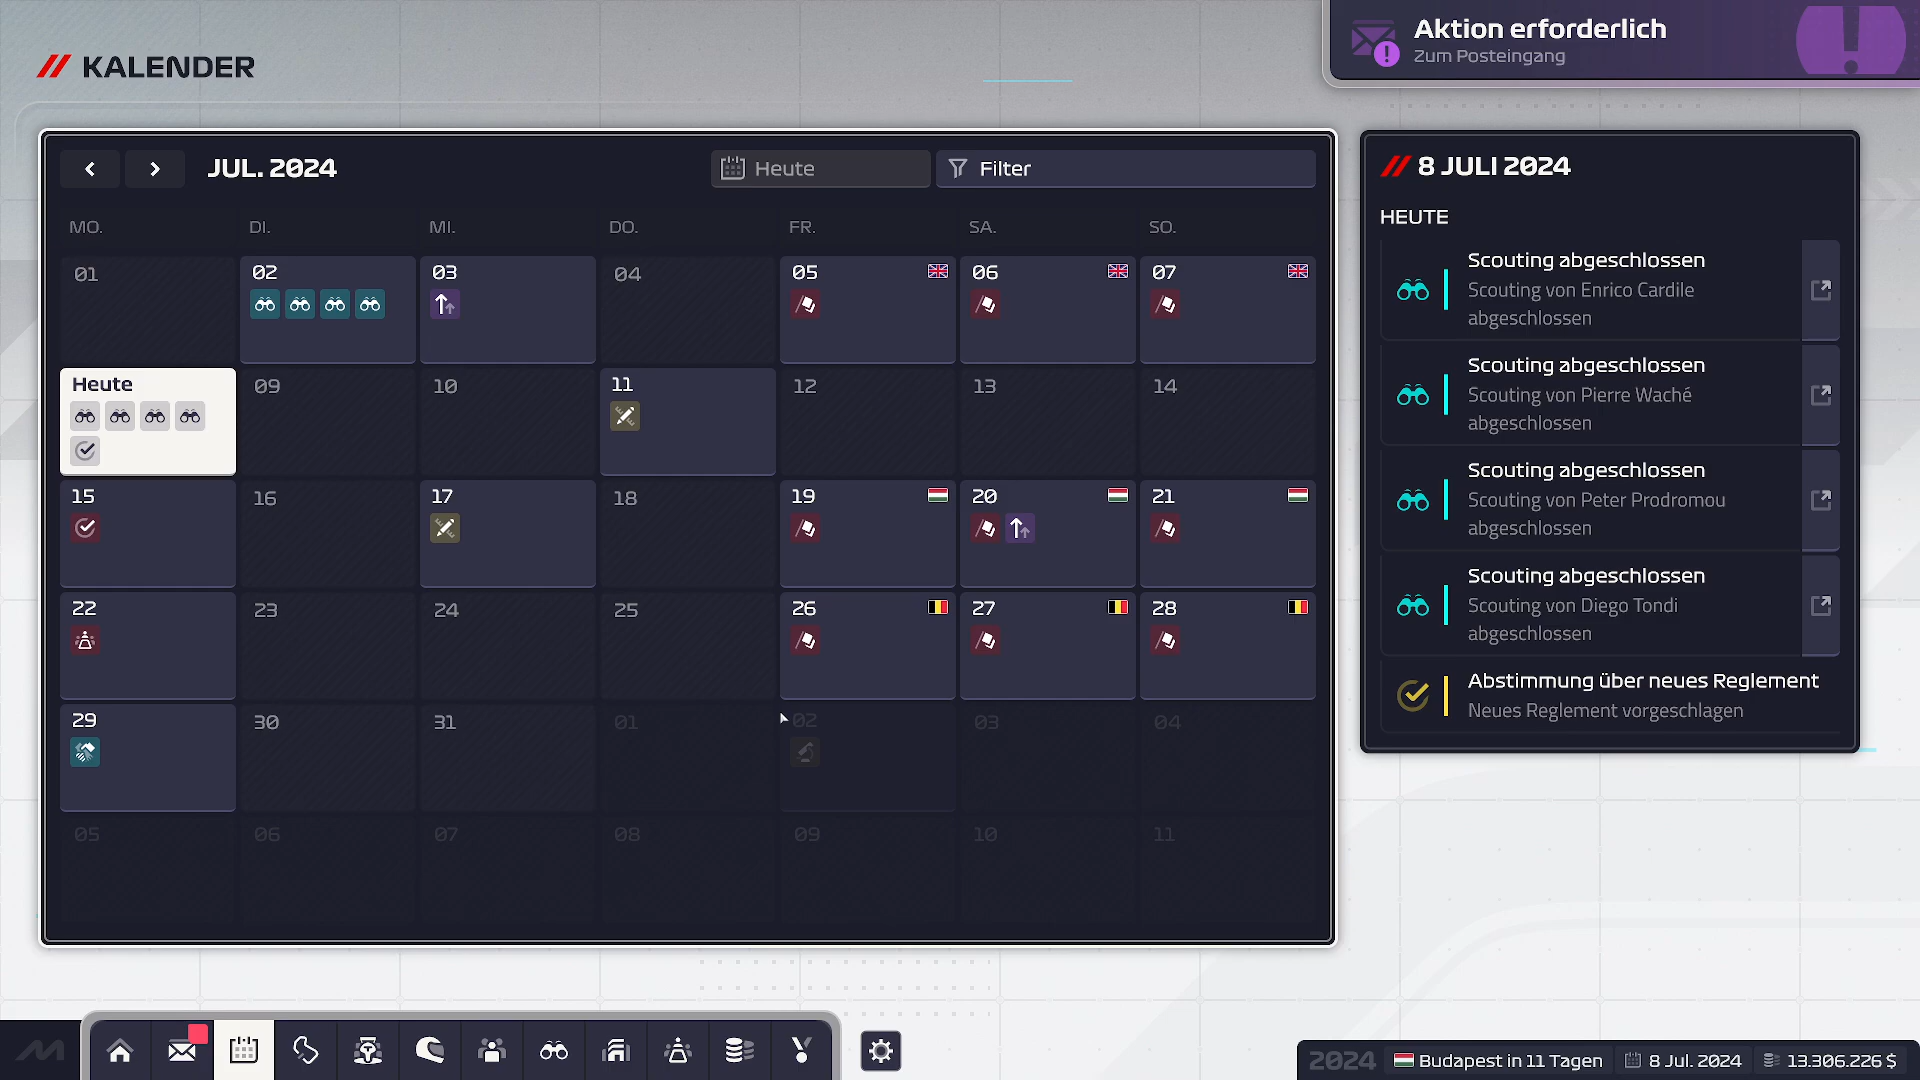 Aktion erforderlich
Zum Posteingang
KALENDER
JUL. 2024
Heute
Filter
MO. DI. MI. DO. FR. SA. SO.
01 02 03 04 05 06 07
Heute 09 10 11 12 13 14
15 16 17 18 19 20 21
22 23 24 25 26 27 28
29 30 31 01 02 03 04
05 06 07 08 09 10 11
8 JULI 2024
HEUTE
Scouting abgeschlossen
Scouting von Enrico Cardile
abgeschlossen
Scouting abgeschlossen
Scouting von Pierre Waché
abgeschlossen
Scouting abgeschlossen
Scouting von Peter Prodromou
abgeschlossen
Scouting abgeschlossen
Scouting von Diego Tondi
abgeschlossen
Abstimmung über neues Reglement
Neues Reglement vorgeschlagen
2024 Budapest in 11 Tagen 8 Jul. 2024 13.306.226 $